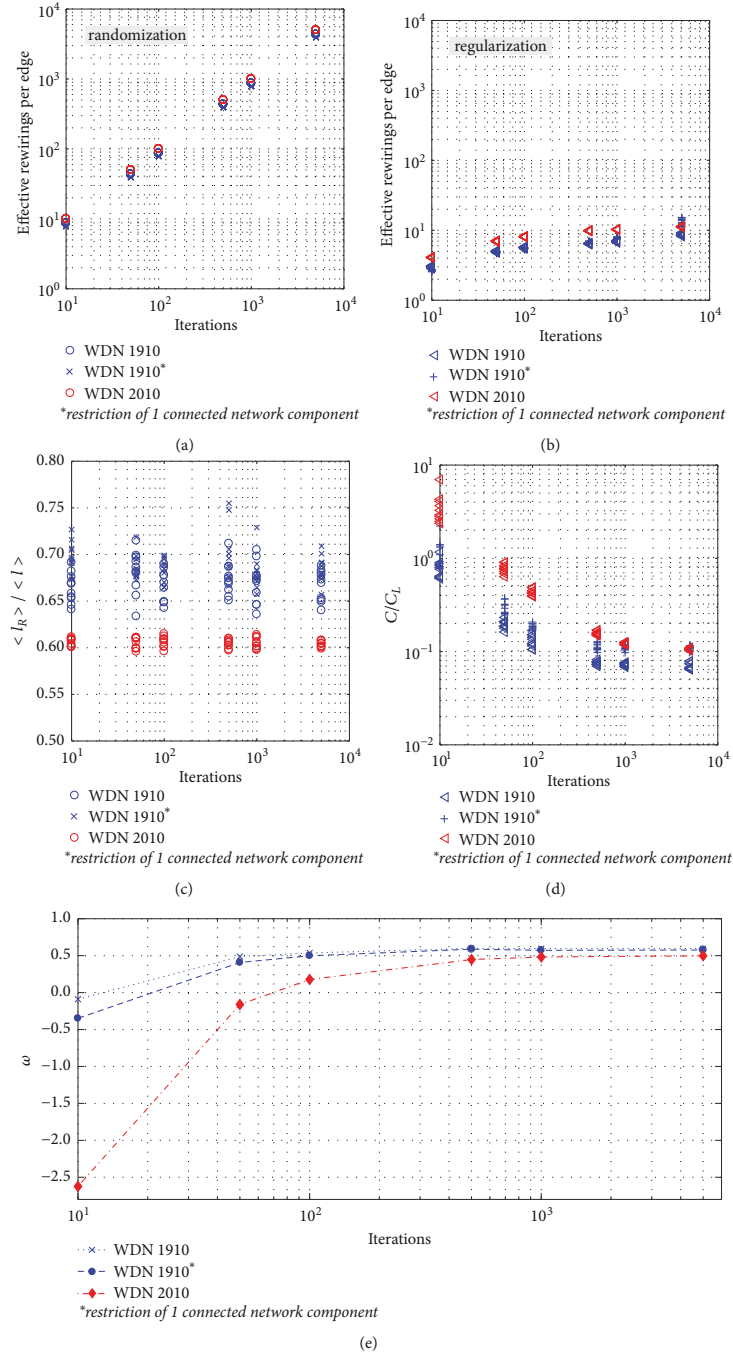 randomization
Effective rewirings per edge
10^4
10^3
10^2
10^1
10^0
10^1
10^2
10^3
10^4
Iterations
WDN 1910
WDN 1910*
WDN 2010
*restriction of 1 connected network component
(a)
regularization
Effective rewirings per edge
10^4
10^3
10^2
10^1
10^0
10^1
10^2
10^3
10^4
Iterations
WDN 1910
WDN 1910*
WDN 2010
*restriction of 1 connected network component
(b)
< l_R > / < l >
0.80
0.75
0.70
0.65
0.60
0.55
0.50
10^1
10^2
10^3
10^4
Iterations
WDN 1910
WDN 1910*
WDN 2010
*restriction of 1 connected network component
(c)
C/C_L
10^1
10^0
10^−1
10^−2
10^1
10^2
10^3
10^4
Iterations
WDN 1910
WDN 1910*
WDN 2010
*restriction of 1 connected network component
(d)
ω
1.0
0.5
0.0
−0.5
−1.0
−1.5
−2.0
−2.5
10^1
10^2
10^3
Iterations
WDN 1910
WDN 1910*
WDN 2010
*restriction of 1 connected network component
(e)